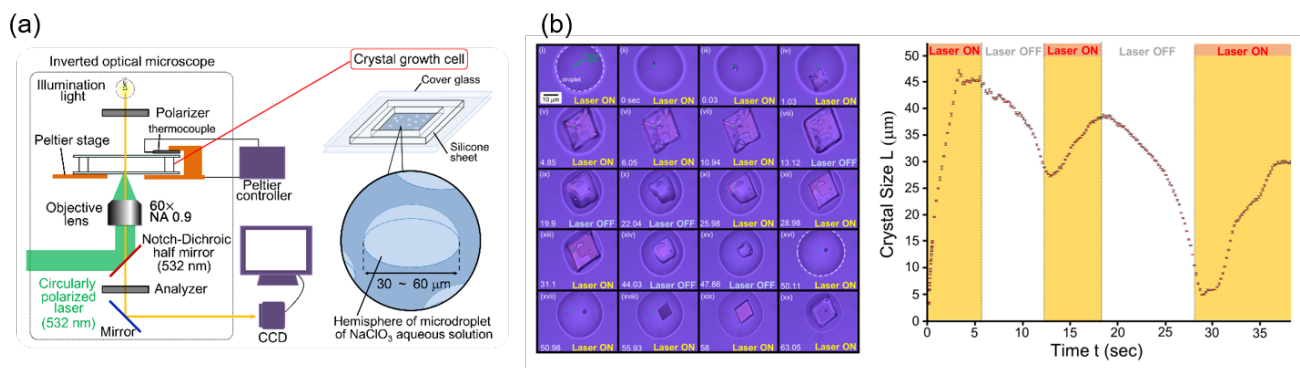 (a)
Inverted optical microscope
Illumination light
Polarizer
thermocouple
Peltier stage
Peltier controller
Objective lens
60×
NA 0.9
Notch-Dichroic
half mirror
(532 nm)
Circularly
polarized
laser
(532 nm)
Analyzer
Mirror
CCD
Crystal growth cell
Cover glass
Silicone
sheet
30 ~ 60 μm
Hemisphere of microdroplet
of NaClO₃ aqueous solution
(b)
(i)
droplet
10 μm
Laser ON
(ii)
0 sec
Laser ON
(iii)
0.03
Laser ON
(iv)
1.03
Laser ON
(v)
4.85
Laser ON
(vi)
6.05
Laser ON
(vii)
10.94
Laser ON
(viii)
13.12
Laser OFF
(ix)
19.9
Laser OFF
(x)
22.04
Laser OFF
(xi)
25.98
Laser ON
(xii)
28.98
Laser ON
(xiii)
31.1
Laser ON
(xiv)
44.03
Laser OFF
(xv)
47.86
Laser OFF
(xvi)
50.11
Laser ON
(xvii)
50.98
Laser ON
(xviii)
55.93
Laser ON
(xix)
58
Laser ON
(xx)
63.05
Laser ON
Laser ON
Laser OFF
Laser ON
Laser OFF
Laser ON
Crystal Size L (μm)
50
45
40
35
30
25
20
15
10
5
0
0
10
20
30
Time t (sec)